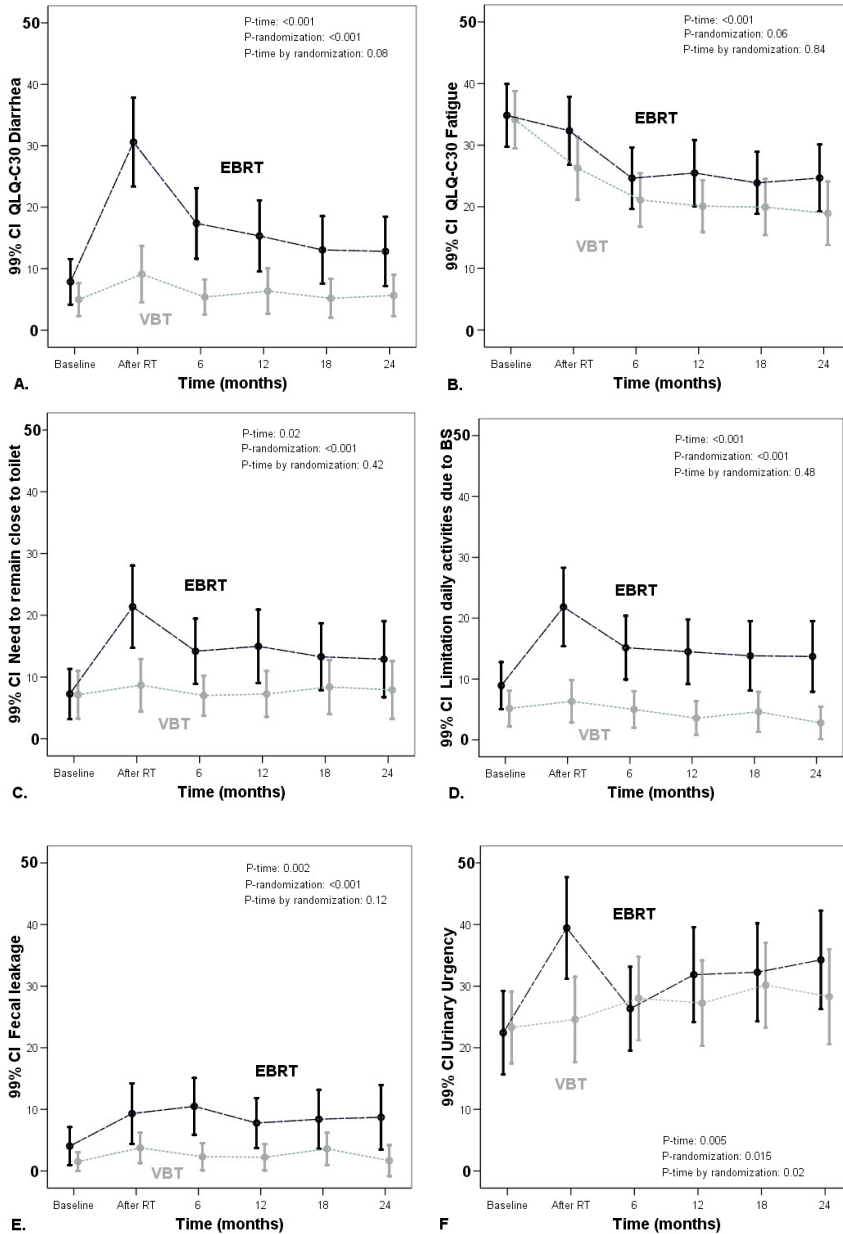 50
40
30
20
10
0
99% CI QLQ-C30 Diarrhea
P-time: <0.001
P-randomization: <0.001
P-time by randomization: 0.08
EBRT
VBT
Baseline
After RT
6
12
18
24
Time (months)
A.
50
40
30
20
10
0
99% CI QLQ-C30 Fatigue
P-time: <0.001
P-randomization: 0.06
P-time by randomization: 0.84
EBRT
VBT
Baseline
After RT
6
12
18
24
Time (months)
B.
50
40
30
20
10
0
99% CI Need to remain close to toilet
P-time: 0.02
P-randomization: <0.001
P-time by randomization: 0.42
EBRT
VBT
Baseline
After RT
6
12
18
24
Time (months)
C.
50
40
30
20
10
0
99% CI Limitation daily activities due to BS
P-time: <0.001
P-randomization: <0.001
P-time by randomization: 0.48
EBRT
VBT
Baseline
After RT
6
12
18
24
Time (months)
D.
50
40
30
20
10
0
99% CI Fecal leakage
P-time: 0.002
P-randomization: <0.001
P-time by randomization: 0.12
EBRT
VBT
Baseline
After RT
6
12
18
24
Time (months)
E.
50
40
30
20
10
0
99% CI Urinary Urgency
EBRT
VBT
P-time: 0.005
P-randomization: 0.015
P-time by randomization: 0.02
Baseline
After RT
6
12
18
24
Time (months)
F